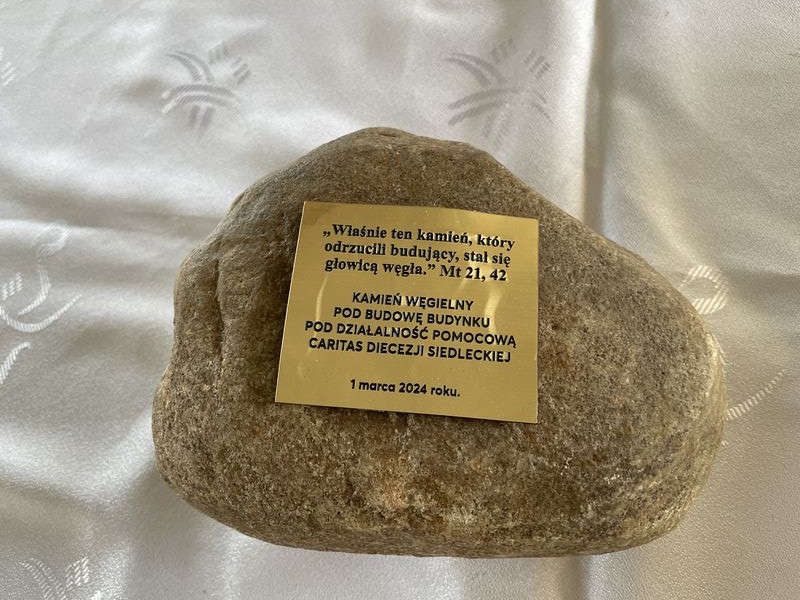 „Właśnie ten kamień, który
odrzucili budujący, stał się
głowicą węgła.” Mt 21, 42
KAMIEŃ WĘGIELNY
POD BUDOWĘ BUDYNKU
POD DZIAŁALNOŚĆ POMOCOWĄ
CARITAS DIECEZJI SIEDLECKIEJ
1 marca 2024 roku.